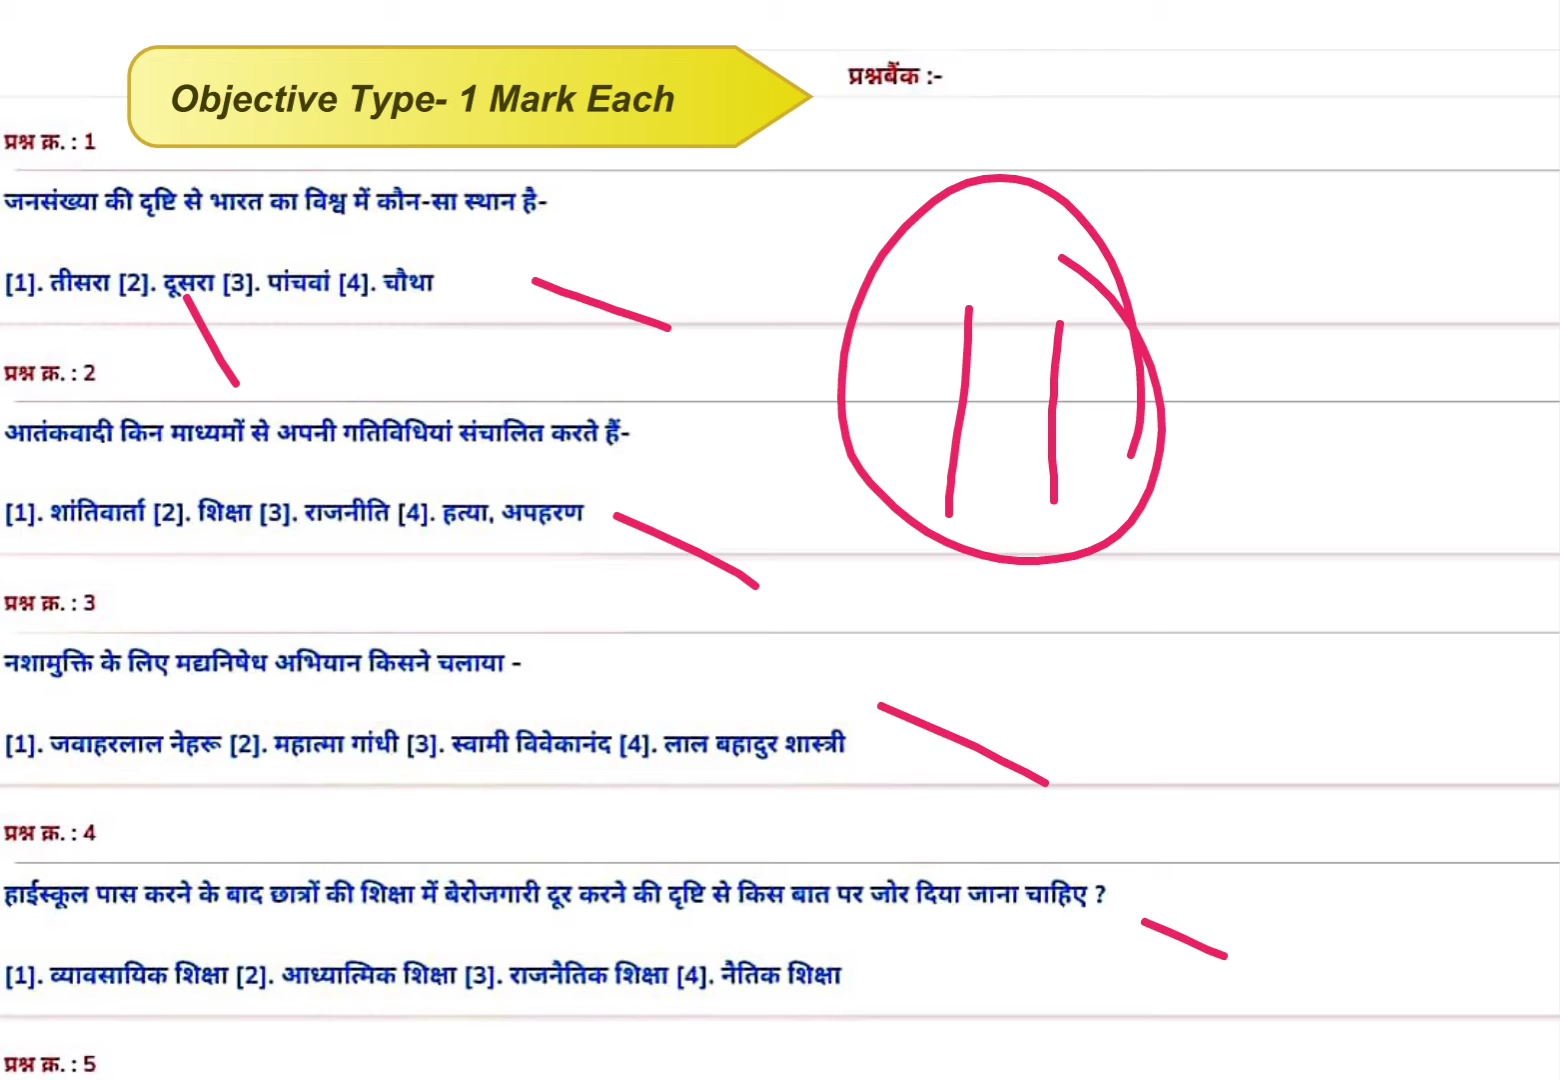 Objective Type- 1 Mark Each
प्रश्नबैंक :-
प्रश्न क्र. : 1
जनसंख्या की दृष्टि से भारत का विश्व में कौन-सा स्थान है-
[1]. तीसरा [2]. दूसरा [3]. पांचवां [4]. चौथा
11
प्रश्न क्र. : 2
आतंकवादी किन माध्यमों से अपनी गतिविधियां संचालित करते हैं-
[1]. शांतिवार्ता [2]. शिक्षा [3]. राजनीति [4]. हत्या, अपहरण
प्रश्न क्र. : 3
नशामुक्ति के लिए मद्यनिषेध अभियान किसने चलाया -
[1]. जवाहरलाल नेहरू [2]. महात्मा गांधी [3]. स्वामी विवेकानंद [4]. लाल बहादुर शास्त्री
प्रश्न क्र. : 4
हाईस्कूल पास करने के बाद छात्रों की शिक्षा में बेरोजगारी दूर करने की दृष्टि से किस बात पर जोर दिया जाना चाहिए ?
[1]. व्यावसायिक शिक्षा [2]. आध्यात्मिक शिक्षा [3]. राजनैतिक शिक्षा [4]. नैतिक शिक्षा
प्रश्न क्र. : 5